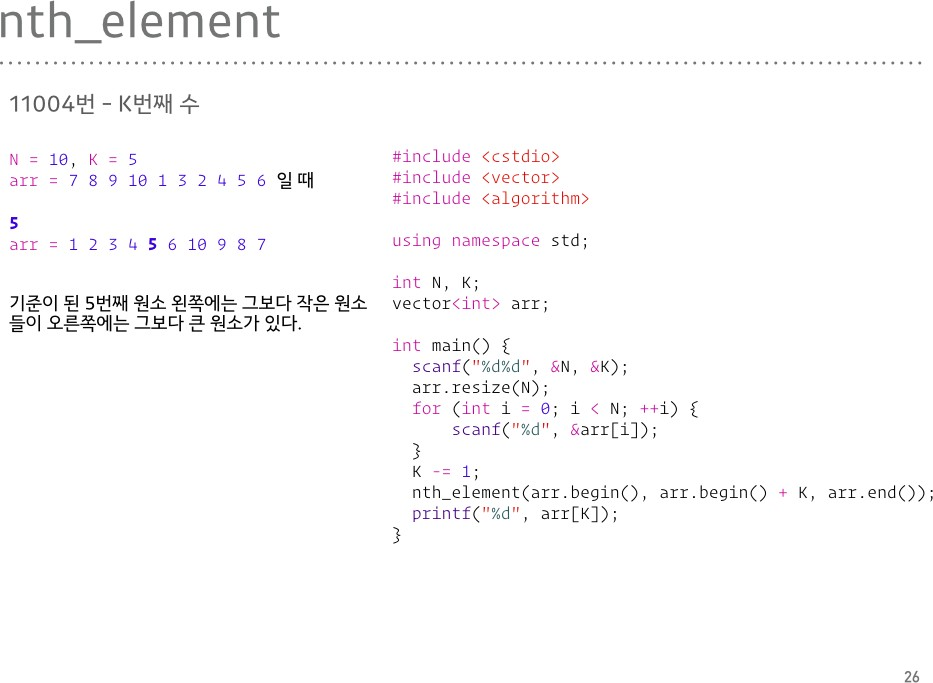 nth_element
11004번 - K번째 수
N = 10, K = 5
arr = 7 8 9 10 1 3 2 4 5 6 일 때
5
arr = 1 2 3 4 5 6 10 9 8 7
기준이 된 5번째 원소 왼쪽에는 그보다 작은 원소
들이 오른쪽에는 그보다 큰 원소가 있다.
#include <cstdio>
#include <vector>
#include <algorithm>
using namespace std;
int N, K;
vector<int> arr;
int main() {
  scanf("%d%d", &N, &K);
  arr.resize(N);
  for (int i = 0; i < N; ++i) {
      scanf("%d", &arr[i]);
  }
  K -= 1;
  nth_element(arr.begin(), arr.begin() + K, arr.end());
  printf("%d", arr[K]);
}
26